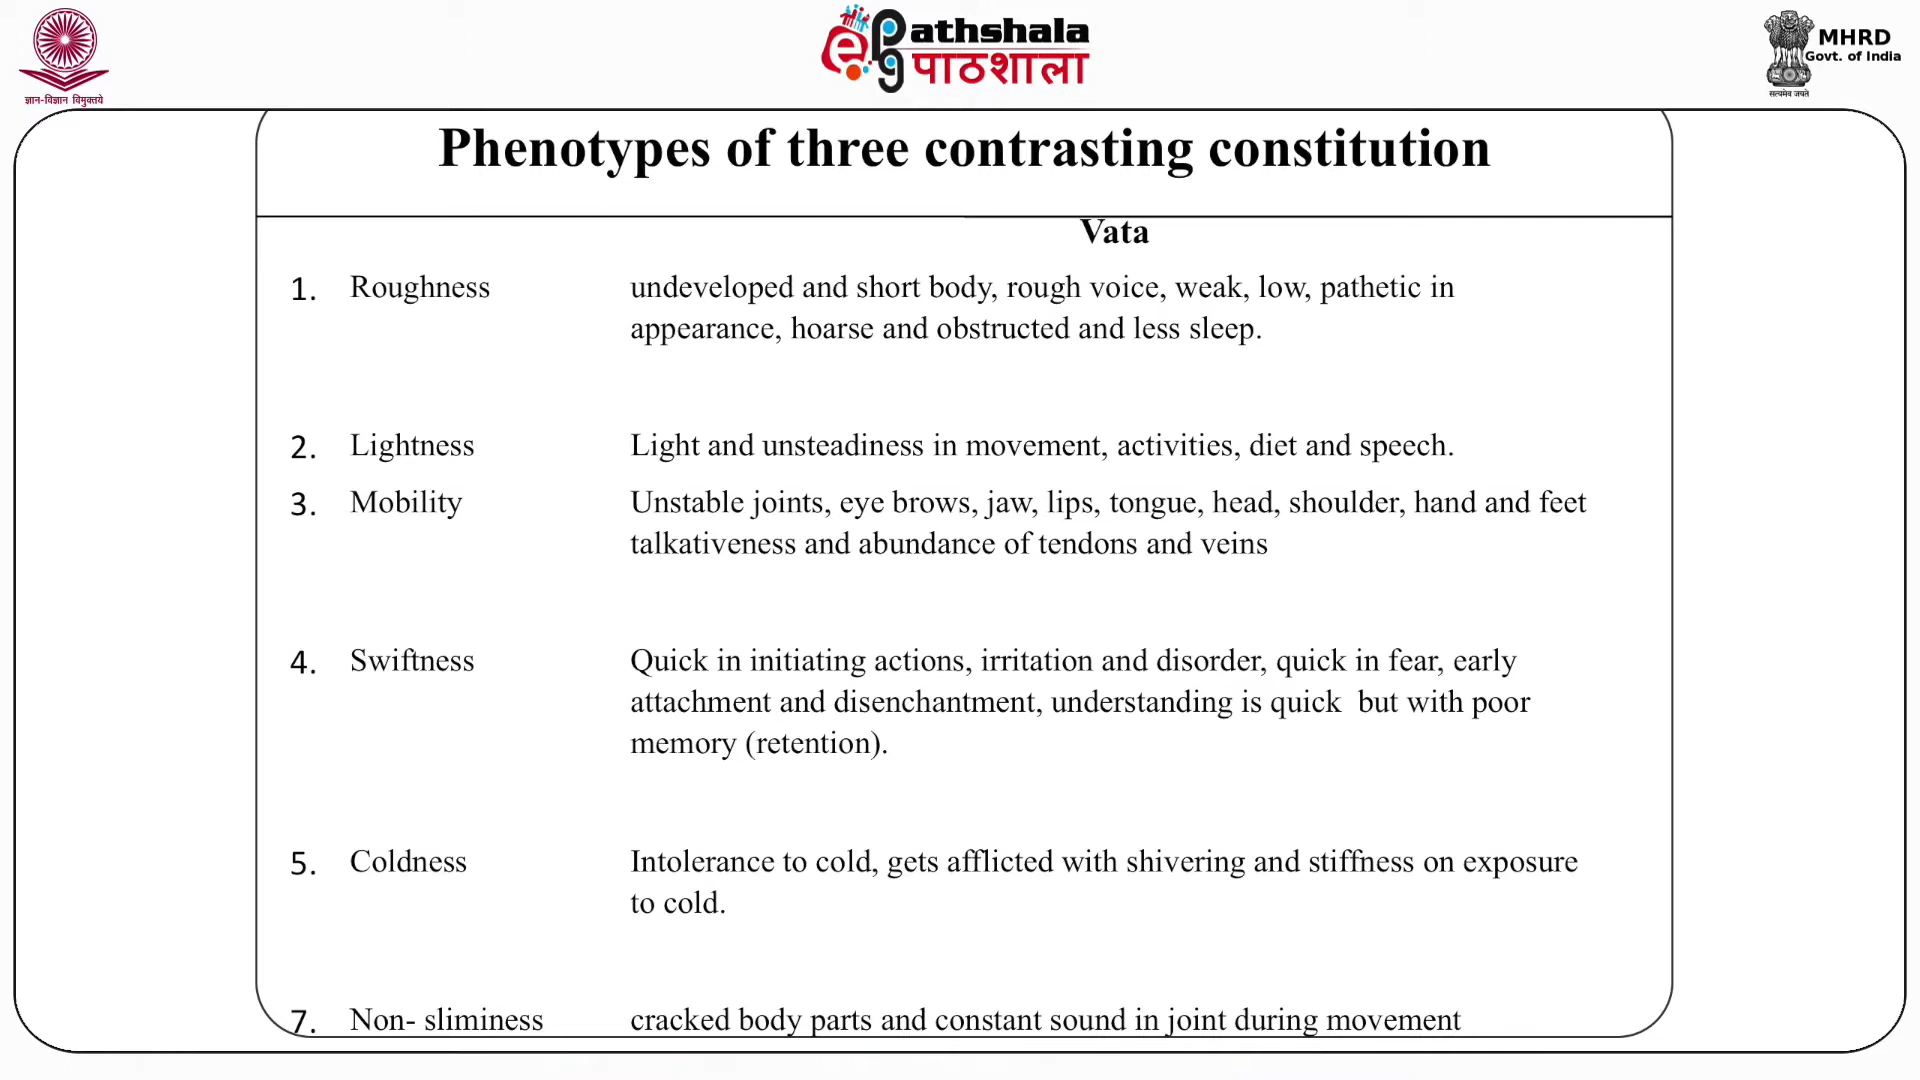 ज्ञान-विज्ञान विमुक्तये
ePG Pathshala
पाठशाला
सत्यमेव जयते
MHRD
Govt. of India
Phenotypes of three contrasting constitution
Vata
1. Roughness undeveloped and short body, rough voice, weak, low, pathetic in
appearance, hoarse and obstructed and less sleep.
2. Lightness Light and unsteadiness in movement, activities, diet and speech.
3. Mobility Unstable joints, eye brows, jaw, lips, tongue, head, shoulder, hand and feet
talkativeness and abundance of tendons and veins
4. Swiftness Quick in initiating actions, irritation and disorder, quick in fear, early
attachment and disenchantment, understanding is quick but with poor
memory (retention).
5. Coldness Intolerance to cold, gets afflicted with shivering and stiffness on exposure
to cold.
7. Non- sliminess cracked body parts and constant sound in joint during movement